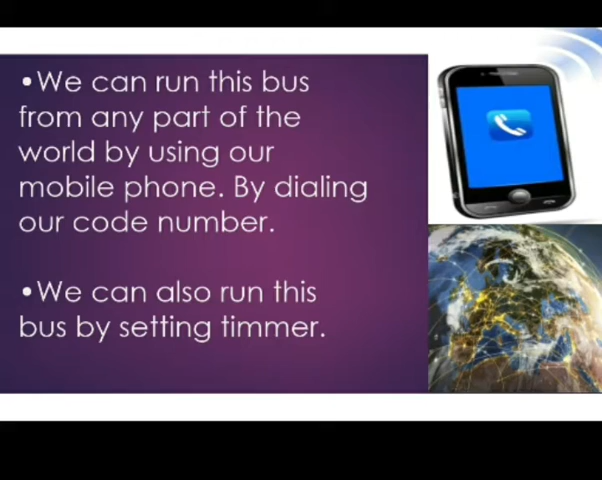 •We can run this bus
from any part of the
world by using our
mobile phone. By dialing
our code number.
•We can also run this
bus by setting timmer.